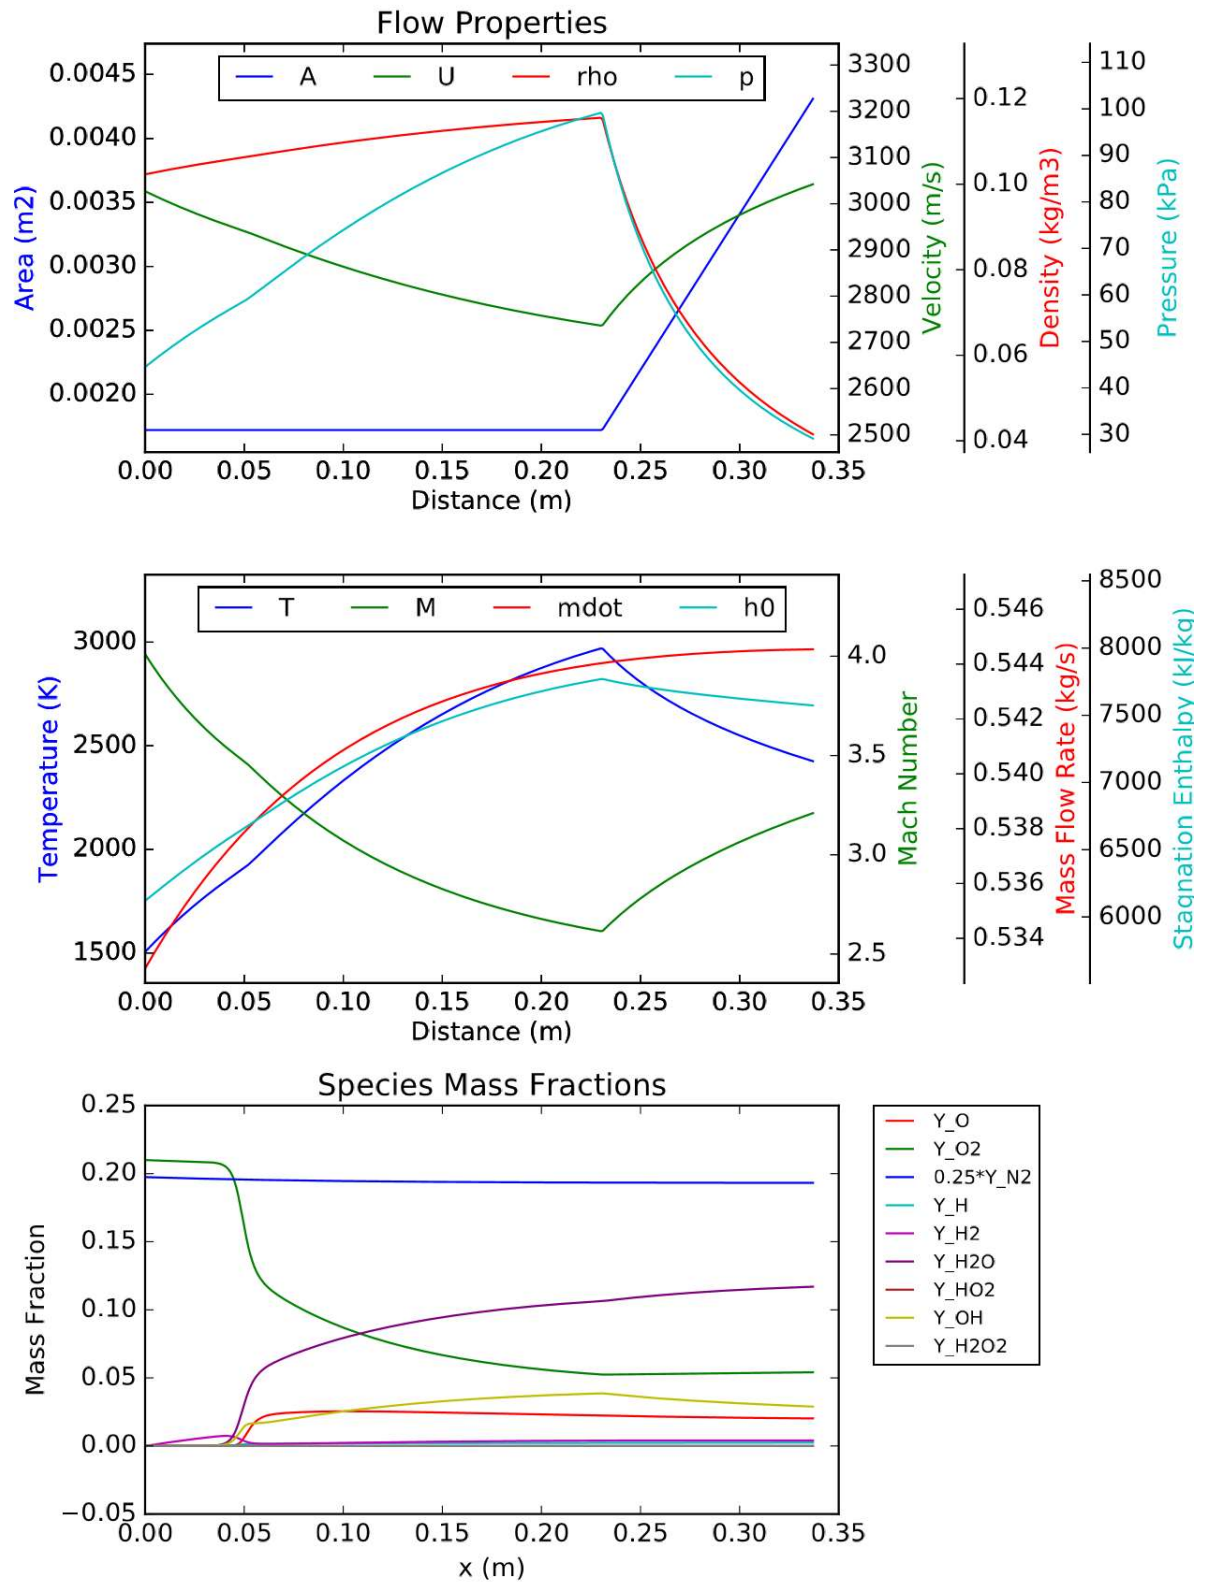 Flow Properties
A U rho p
0.0045
0.0040
0.0035
0.0030
0.0025
0.0020
Area (m2)
3300
3200
3100
3000
2900
2800
2700
2600
2500
Velocity (m/s)
0.12
0.10
0.08
0.06
0.04
Density (kg/m3)
110
100
90
80
70
60
50
40
30
Pressure (kPa)
0.00 0.05 0.10 0.15 0.20 0.25 0.30 0.35
Distance (m)
T M mdot h0
3000
2500
2000
1500
Temperature (K)
4.0
3.5
3.0
2.5
Mach Number
0.546
0.544
0.542
0.540
0.538
0.536
0.534
Mass Flow Rate (kg/s)
8500
8000
7500
7000
6500
6000
Stagnation Enthalpy (kJ/kg)
0.00 0.05 0.10 0.15 0.20 0.25 0.30 0.35
Distance (m)
Species Mass Fractions
0.25
0.20
0.15
0.10
0.05
0.00
−0.05
Mass Fraction
Y_O
Y_O2
0.25*Y_N2
Y_H
Y_H2
Y_H2O
Y_HO2
Y_OH
Y_H2O2
0.00 0.05 0.10 0.15 0.20 0.25 0.30 0.35
x (m)